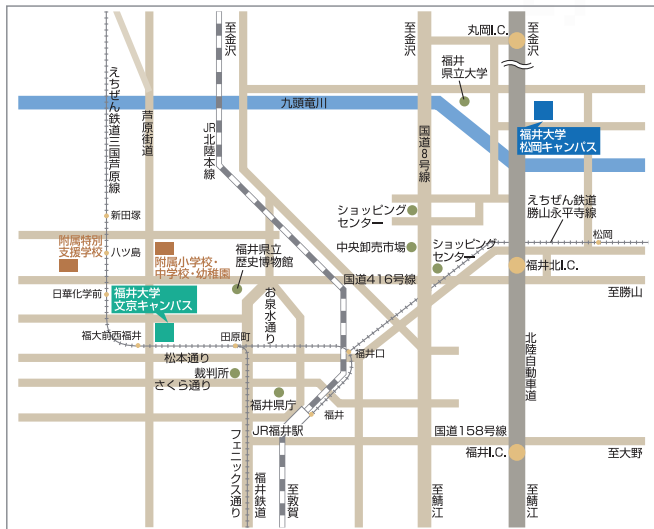 至金沢
至金沢
丸岡I.C.
至金沢
福井
県立大学
えちぜん鉄道三国芦原線
芦原街道
九頭竜川
JR北陸本線
国道8号線
福井大学
松岡キャンパス
えちぜん鉄道
勝山永平寺線
松岡
新田塚
ショッピング
センター
附属特別
支援学校
八ツ島
附属小学校・
中学校・幼稚園
福井県立
歴史博物館
中央卸売市場
ショッピング
センター
福井北I.C.
国道416号線
至勝山
日華化学前
福井大学
文京キャンパス
お泉水通り
福大前西福井
田原町
松本通り
福井口
北陸自動車道
裁判所
さくら通り
福井県庁
福井
JR福井駅
国道158号線
福井I.C.
至大野
フェニックス通り
福井鉄道
至敦賀
至鯖江
至鯖江